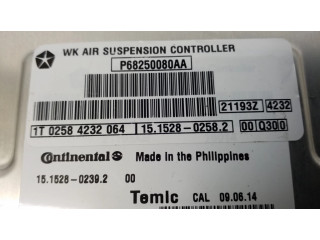 WK AIR SUSPENSION CONTROLLER
P68250080AA
21193Z 4232
1T 0258 4232 064 15.1528-0258.2 00 Q300
Continental Made in the Philippines
15.1528-0239.2 00
Temic CAL 09.06.14